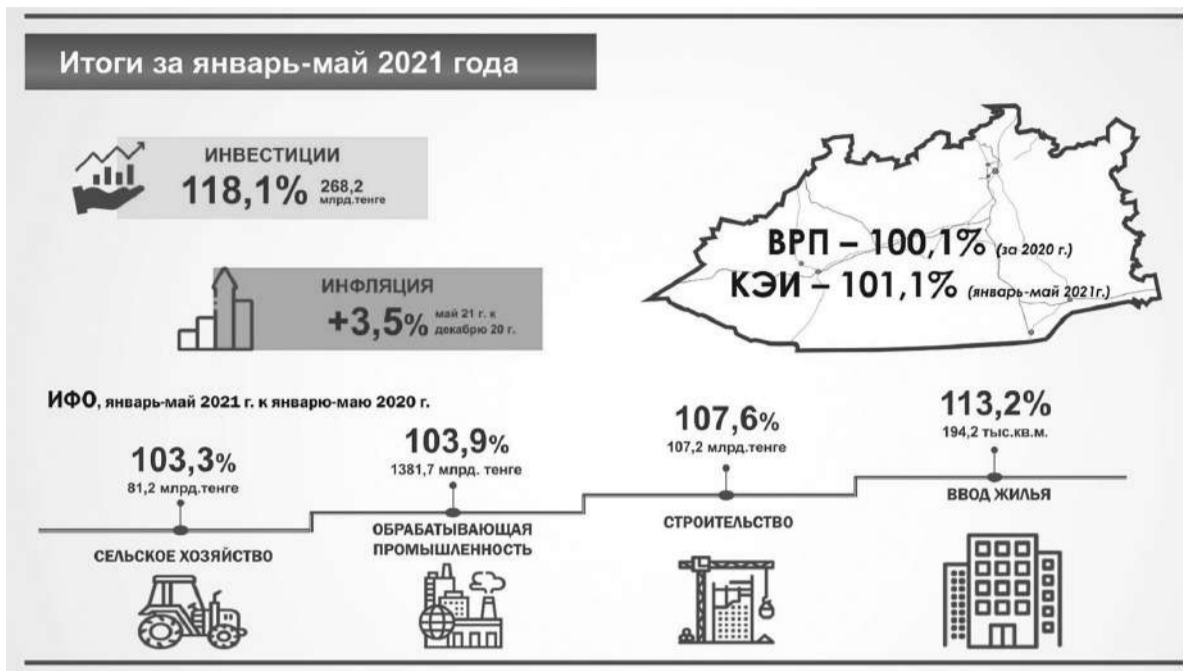 Итоги за январь-май 2021 года
ИНВЕСТИЦИИ
118,1% 268,2
млрд.тенге
ВРП – 100,1% (за 2020 г.)
КЭИ – 101,1% (январь-май 2021г.)
ИНФЛЯЦИЯ
+3,5% май 21 г. к
декабрю 20 г.
ИФО, январь-май 2021 г. к январю-маю 2020 г.
103,3%
81,2 млрд.тенге
СЕЛЬСКОЕ ХОЗЯЙСТВО
103,9%
1381,7 млрд. тенге
ОБРАБАТЫВАЮЩАЯ
ПРОМЫШЛЕННОСТЬ
107,6%
107,2 млрд.тенге
СТРОИТЕЛЬСТВО
113,2%
194,2 тыс.кв.м.
ВВОД ЖИЛЬЯ